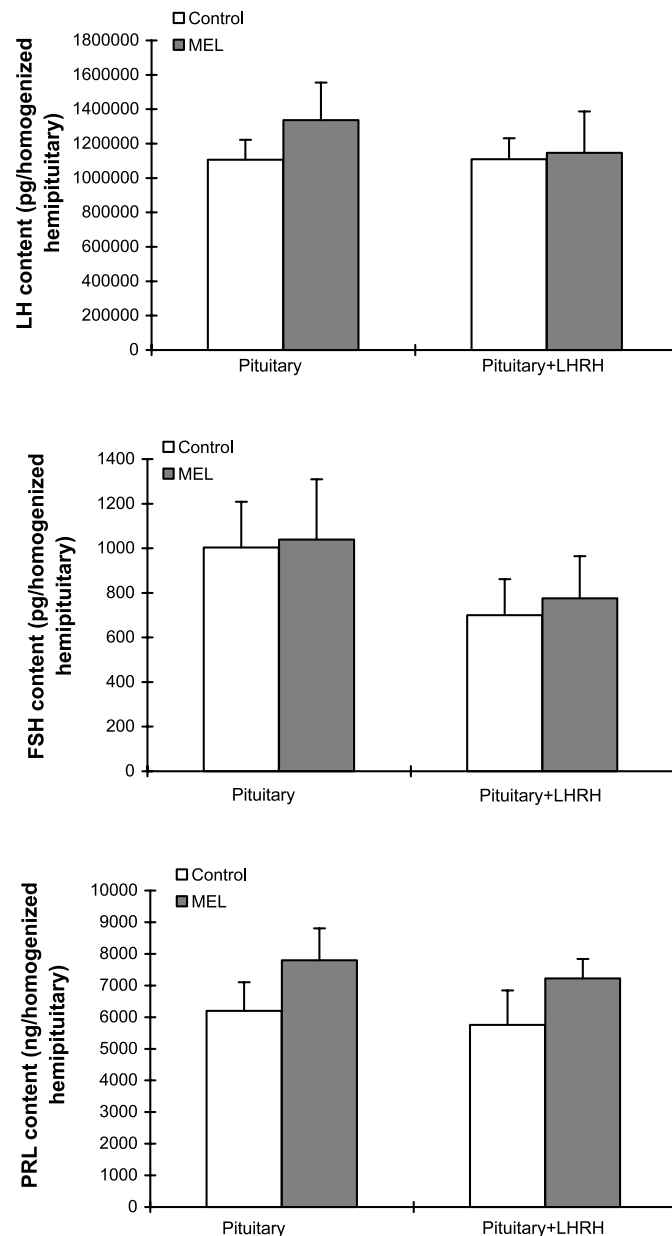 Control
MEL
1800000
1600000
1400000
1200000
1000000
800000
600000
400000
200000
0
LH content (pg/homogenized
hemipituitary)
Pituitary
Pituitary+LHRH
Control
MEL
1400
1200
1000
800
600
400
200
0
FSH content (pg/homogenized
hemipituitary)
Pituitary
Pituitary+LHRH
Control
MEL
10000
9000
8000
7000
6000
5000
4000
3000
2000
1000
0
PRL content (ng/homogenized
hemipituitary)
Pituitary
Pituitary+LHRH